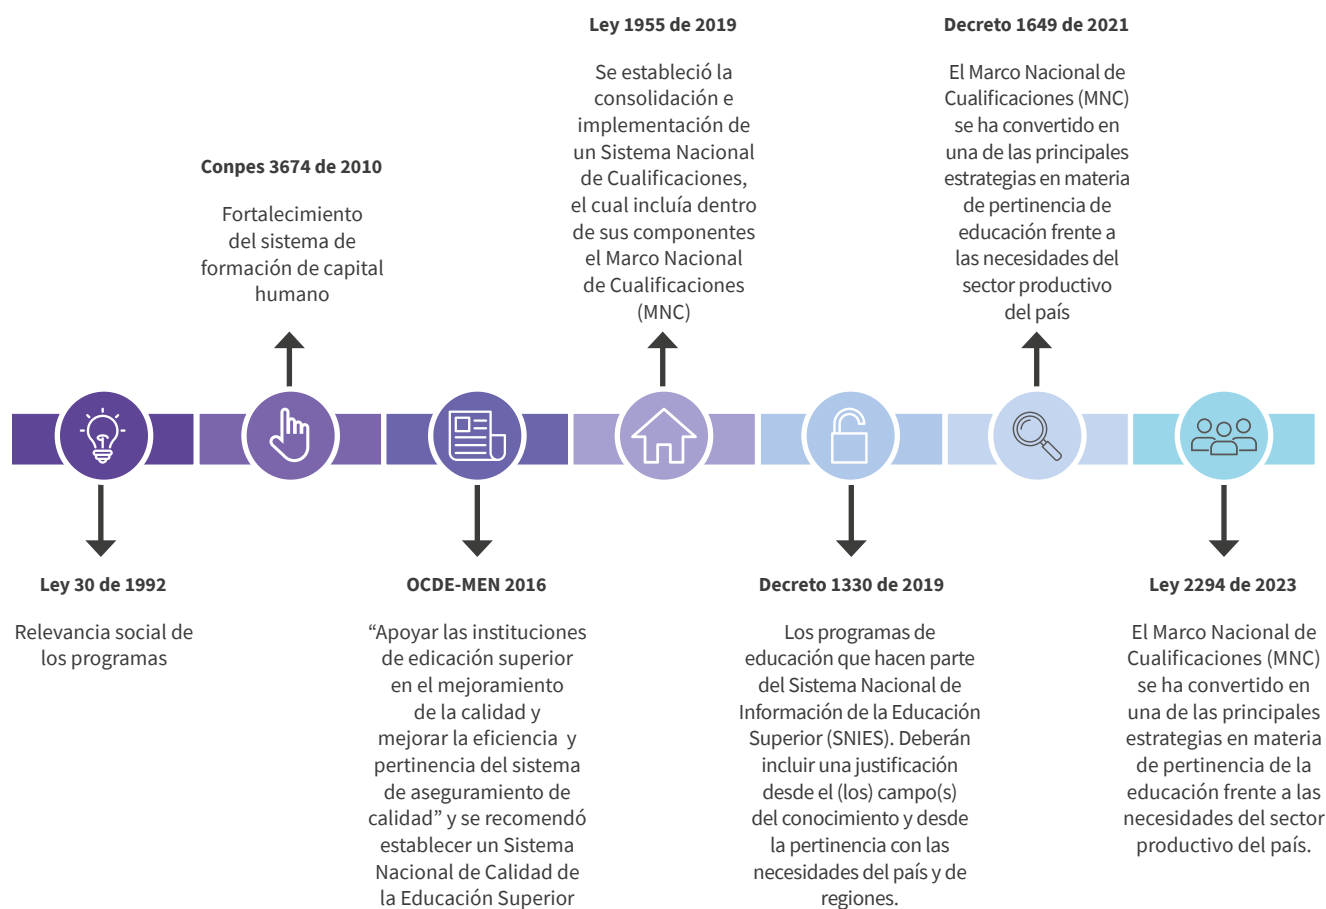 Ley 1955 de 2019
Se estableció la
consolidación e
implementación de
un Sistema Nacional
de Cualificaciones,
el cual incluía dentro
de sus componentes
el Marco Nacional
de Cualificaciones
(MNC)
Decreto 1649 de 2021
El Marco Nacional de
Cualificaciones (MNC)
se ha convertido en
una de las principales
estrategias en materia
de pertinencia de
educación frente a
las necesidades del
sector productivo
del país
Conpes 3674 de 2010
Fortalecimiento
del sistema de
formación de capital
humano
Ley 30 de 1992
Relevancia social de
los programas
OCDE-MEN 2016
“Apoyar las instituciones
de edicación superior
en el mejoramiento
de la calidad y
mejorar la eficiencia y
pertinencia del sistema
de aseguramiento de
calidad” y se recomendó
establecer un Sistema
Nacional de Calidad de
la Educación Superior
Decreto 1330 de 2019
Los programas de
educación que hacen parte
del Sistema Nacional de
Información de la Educación
Superior (SNIES). Deberán
incluir una justificación
desde el (los) campo(s)
del conocimiento y desde
la pertinencia con las
necesidades del país y de
regiones.
Ley 2294 de 2023
El Marco Nacional de
Cualificaciones (MNC)
se ha convertido en
una de las principales
estrategias en materia
de pertinencia de la
educación frente a las
necesidades del sector
productivo del país.